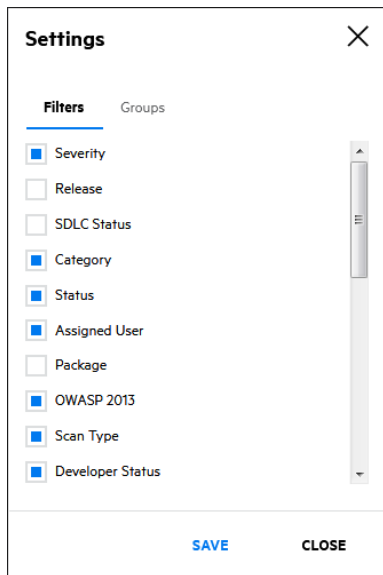 Settings
Filters Groups
Severity
Release
SDLC Status
Category
Status
Assigned User
Package
OWASP 2013
Scan Type
Developer Status
SAVE CLOSE